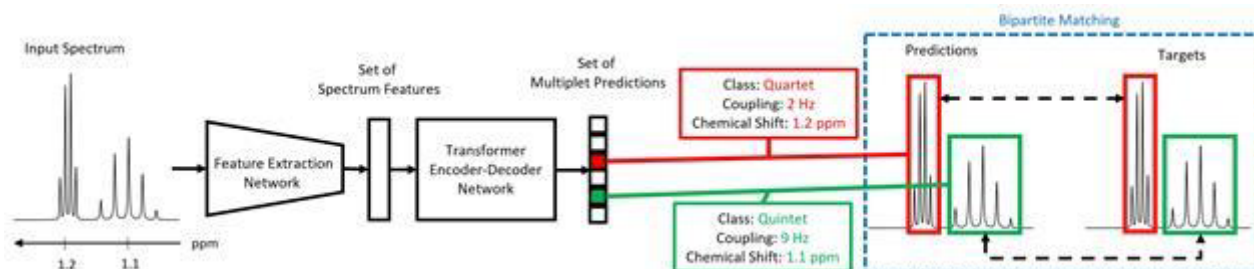 Input Spectrum
ppm
1.2
1.1
Feature Extraction
Network
Set of
Spectrum Features
Transformer
Encoder-Decoder
Network
Set of
Multiplet Predictions
Class: Quartet
Coupling: 2 Hz
Chemical Shift: 1.2 ppm
Class: Quintet
Coupling: 9 Hz
Chemical Shift: 1.1 ppm
Bipartite Matching
Predictions
Targets